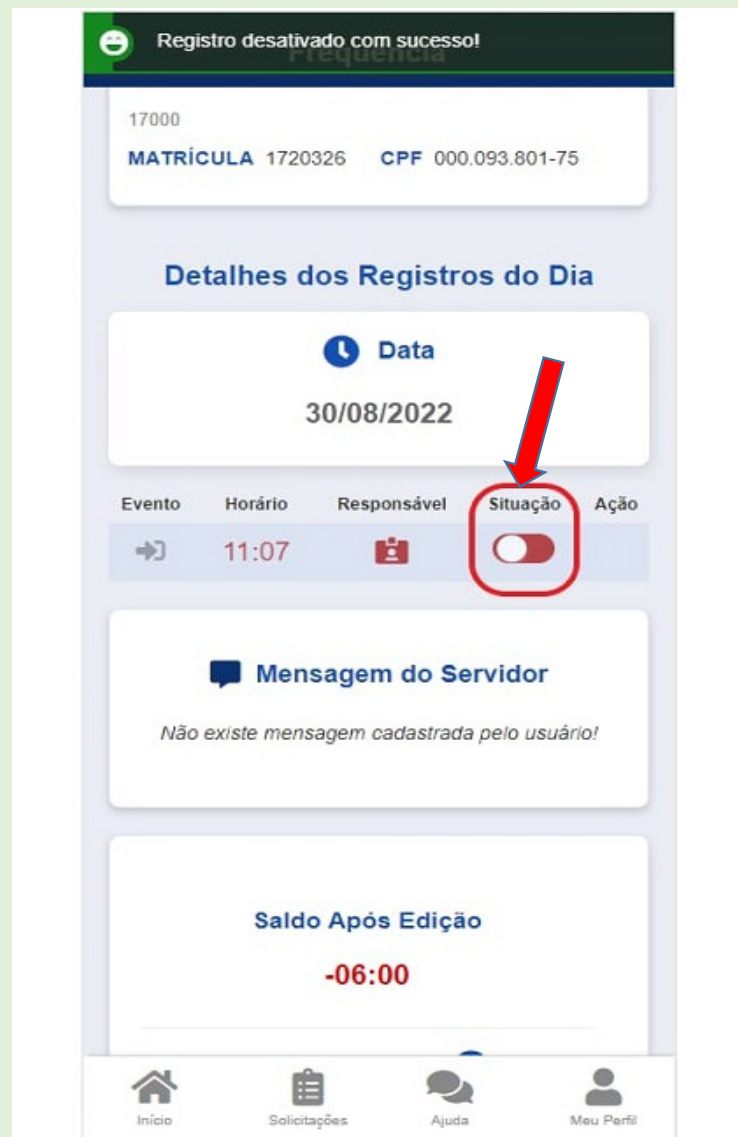 Registro desativado com sucesso!
Frequência
17000
MATRÍCULA 1720326 CPF 000.093.801-75
Detalhes dos Registros do Dia
Data
30/08/2022
Evento Horário Responsável Situação Ação
11:07
Mensagem do Servidor
Não existe mensagem cadastrada pelo usuário!
Saldo Após Edição
-06:00
Início Solicitações Ajuda Meu Perfil